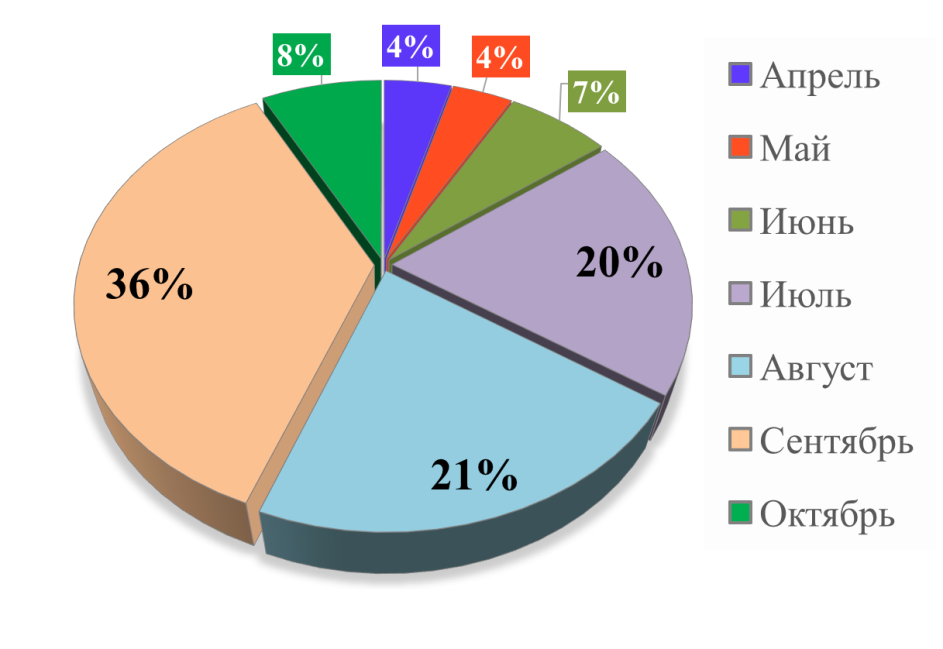 8%
4%
4%
7%
20%
36%
21%
Апрель
Май
Июнь
Июль
Август
Сентябрь
Октябрь